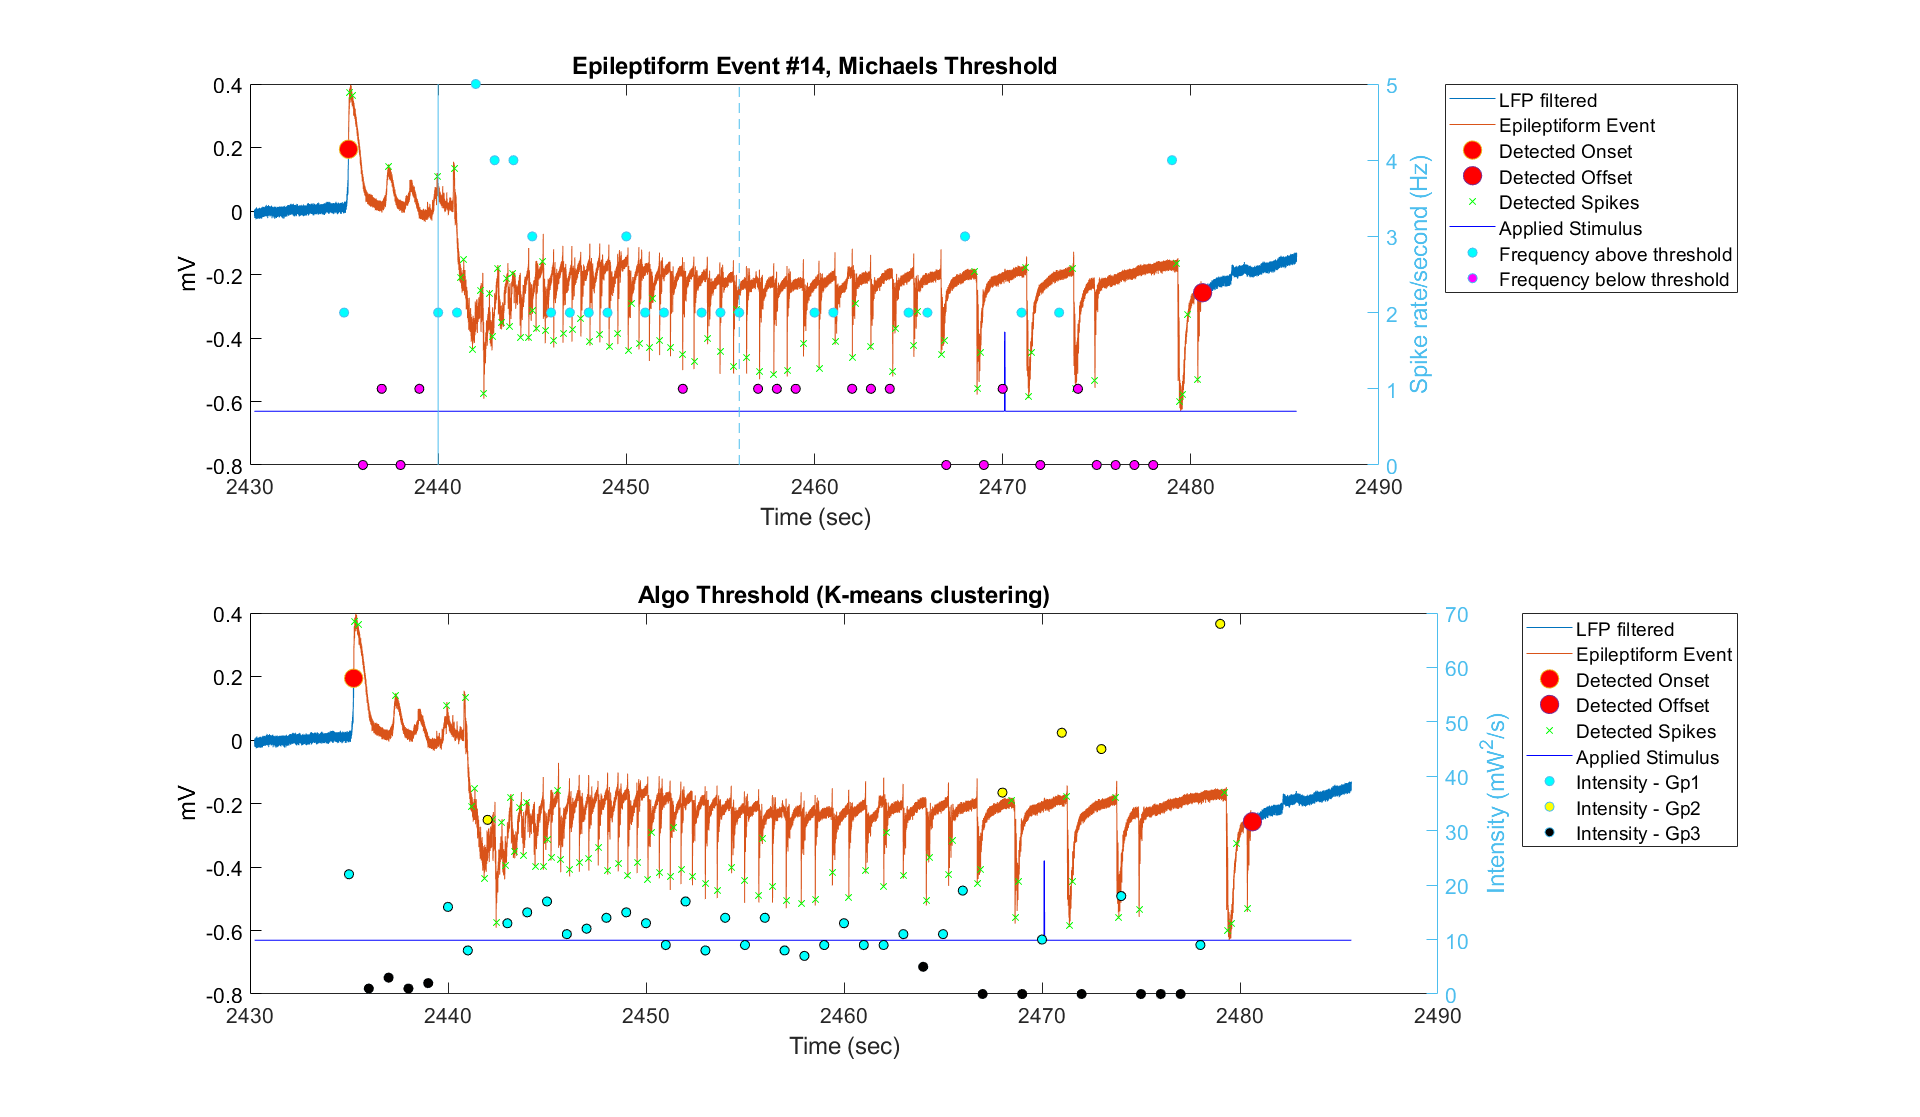 Epileptiform Event #14, Michaels Threshold
mV
0.4
0.2
0
-0.2
-0.4
-0.6
-0.8
2430 2440 2450 2460 2470 2480 2490
Time (sec)
5
4
3
2
1
0
Spike rate/second (Hz)
LFP filtered
Epileptiform Event
Detected Onset
Detected Offset
Detected Spikes
Applied Stimulus
Frequency above threshold
Frequency below threshold
Algo Threshold (K-means clustering)
mV
0.4
0.2
0
-0.2
-0.4
-0.6
-0.8
2430 2440 2450 2460 2470 2480 2490
Time (sec)
70
60
50
40
30
20
10
0
Intensity (mW²/s)
LFP filtered
Epileptiform Event
Detected Onset
Detected Offset
Detected Spikes
Applied Stimulus
Intensity - Gp1
Intensity - Gp2
Intensity - Gp3